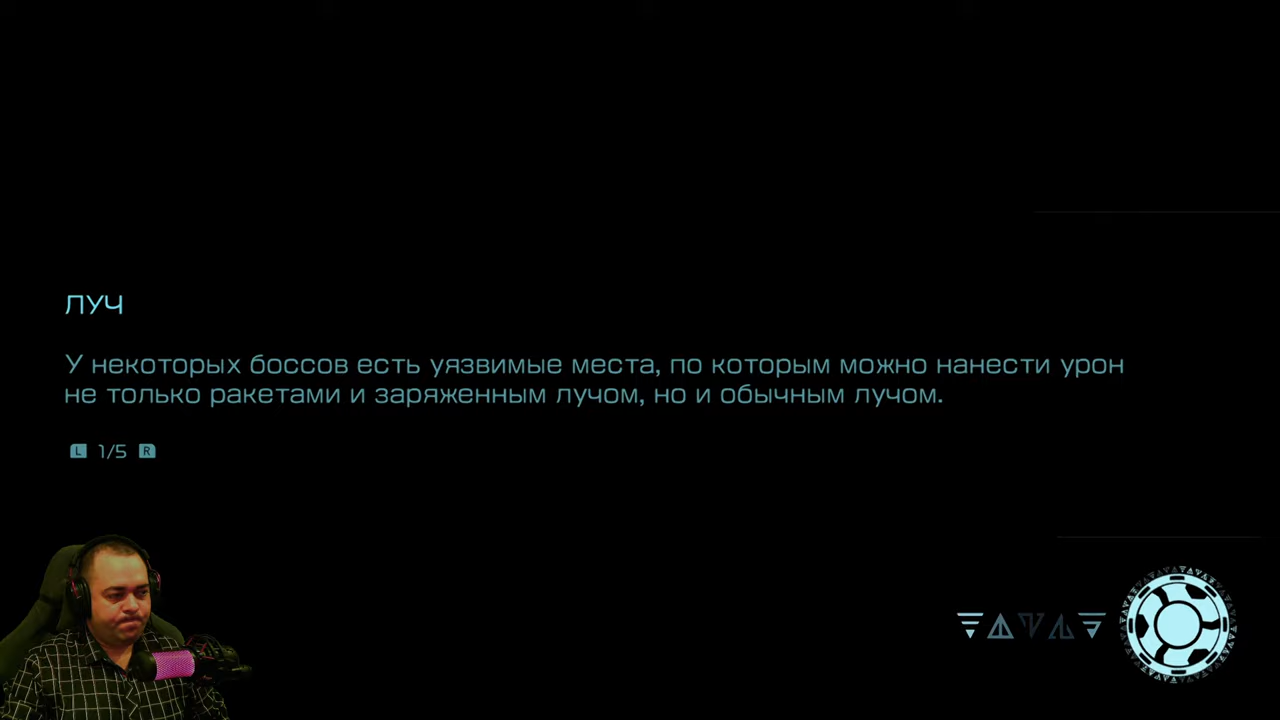 ЛУЧ
У некоторых боссов есть уязвимые места, по которым можно нанести урон
не только ракетами и заряженным лучом, но и обычным лучом.
L 1/5 R